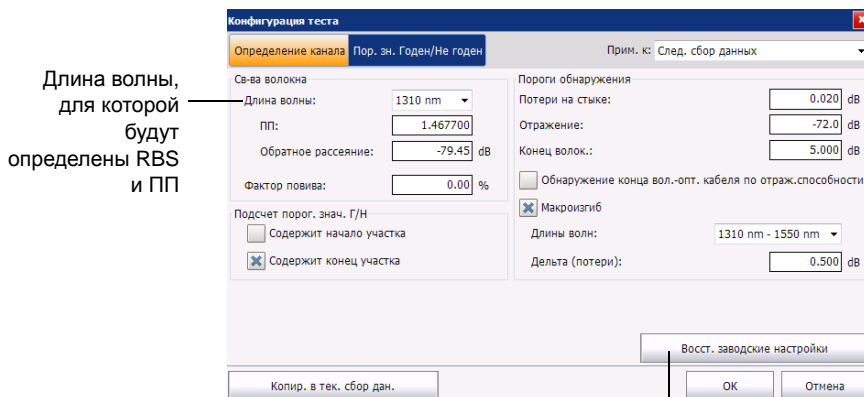 Конфигурация теста
Определение канала
Пор. зн. Годен/Не годен
Прим. к: След. сбор данных
Длина волны,
для которой
будут
определены RBS
и ПП
Св-ва волокна
Длина волны: 1310 nm
ПП: 1.467700
Обратное рассеяние: -79.45 dB
Фактор повива: 0.00 %
Подсчет порог. знач. Г/Н
Содержит начало участка
Содержит конец участка
Пороги обнаружения
Потери на стыке: 0.020 dB
Отражение: -72.0 dB
Конец волок.: 5.000 dB
Обнаружение конца вол.-опт. кабеля по отраж.способности
Макроизгиб
Длины волн: 1310 nm - 1550 nm
Дельта (потери): 0.500 dB
Восст. заводские настройки
Копир. в тек. сбор дан.
OK
Отмена